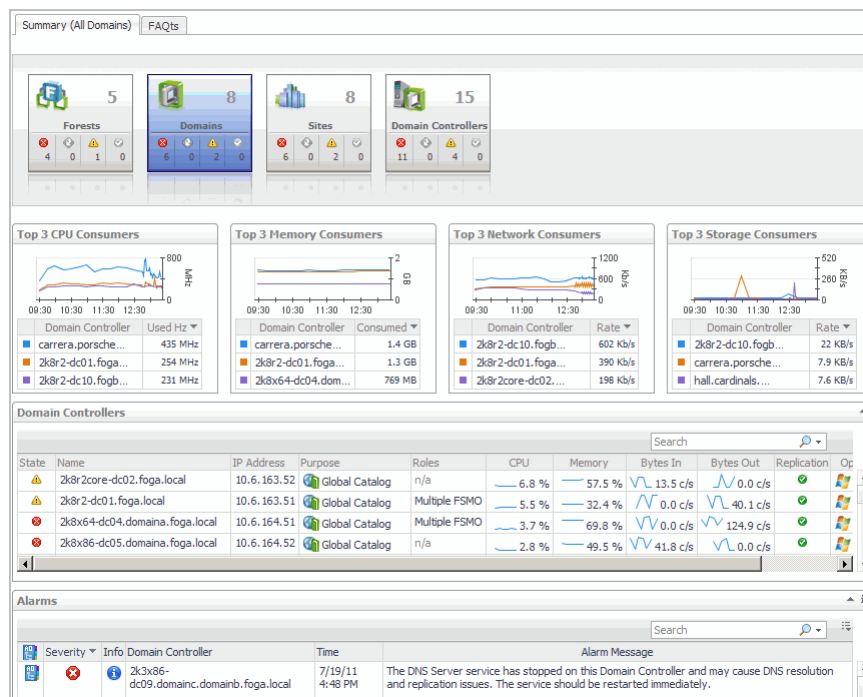 Summary (All Domains) FAQts
5 8 8 15
Forests Domains Sites Domain Controllers
4 0 1 0 6 0 2 0 6 0 2 0 11 0 4 0
Top 3 CPU Consumers
800
MHz
0
09:30 10:30 11:30 12:30
Domain Controller Used Hz
carrera.porsche... 435 MHz
2k8r2-dc01.foga... 254 MHz
2k8r2-dc10.fogb... 231 MHz
Top 3 Memory Consumers
2
GB
0
09:30 10:30 11:30 12:30
Domain Controller Consumed
carrera.porsche... 1.4 GB
2k8r2-dc01.foga... 1.3 GB
2k8x64-dc04.dom... 769 MB
Top 3 Network Consumers
1200
600
Kb/s
0
09:30 11:00 12:30
Domain Controller Rate
2k8r2-dc10.fogb... 602 Kb/s
2k8r2-dc01.foga... 390 Kb/s
2k8r2core-dc02.... 198 Kb/s
Top 3 Storage Consumers
520
260
KB/s
0
09:30 10:30 11:30 12:30
Domain Controller Rate
2k8r2-dc10.fogb... 22 KB/s
carrera.porsche... 7.9 KB/s
hall.cardinals.... 7.6 KB/s
Domain Controllers
Search
State Name IP Address Purpose Roles CPU Memory Bytes In Bytes Out Replication Op
2k8r2core-dc02.foga.local 10.6.163.52 Global Catalog n/a 6.8 % 57.5 % 13.5 c/s 0.0 c/s
2k8r2-dc01.foga.local 10.6.163.51 Global Catalog Multiple FSMO 5.5 % 32.4 % 0.0 c/s 40.1 c/s
2k8x64-dc04.domaina.foga.local 10.6.164.51 Global Catalog Multiple FSMO 3.7 % 69.8 % 0.0 c/s 124.9 c/s
2k8x86-dc05.domaina.foga.local 10.6.164.52 Global Catalog n/a 2.8 % 49.5 % 41.8 c/s 0.0 c/s
Alarms
Search
Severity Info Domain Controller Time Alarm Message
2k3x86- 7/19/11 The DNS Server service has stopped on this Domain Controller and may cause DNS resolution
dc09.domainc.domainb.foga.local 4:48 PM and replication issues. The service should be restarted immediately.